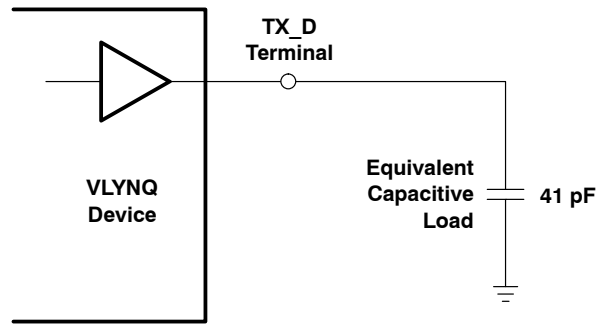 TX_D
Terminal
VLYNQ
Device
Equivalent
Capacitive
Load
41 pF